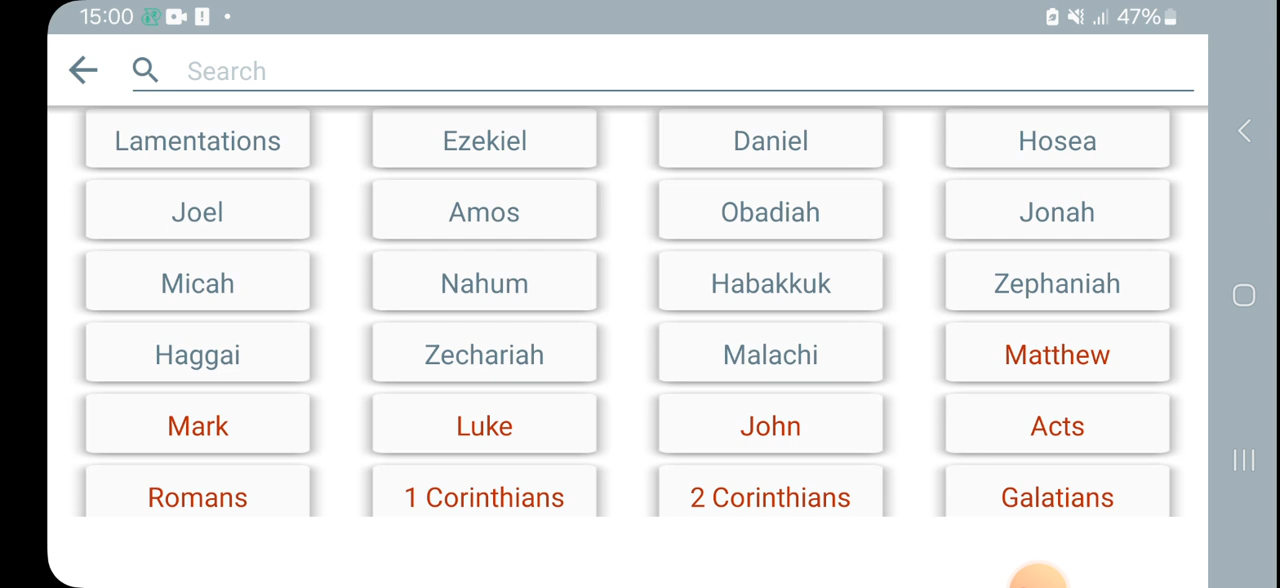 15:00 47%
Search
Lamentations Ezekiel Daniel Hosea
Joel Amos Obadiah Jonah
Micah Nahum Habakkuk Zephaniah
Haggai Zechariah Malachi Matthew
Mark Luke John Acts
Romans 1 Corinthians 2 Corinthians Galatians